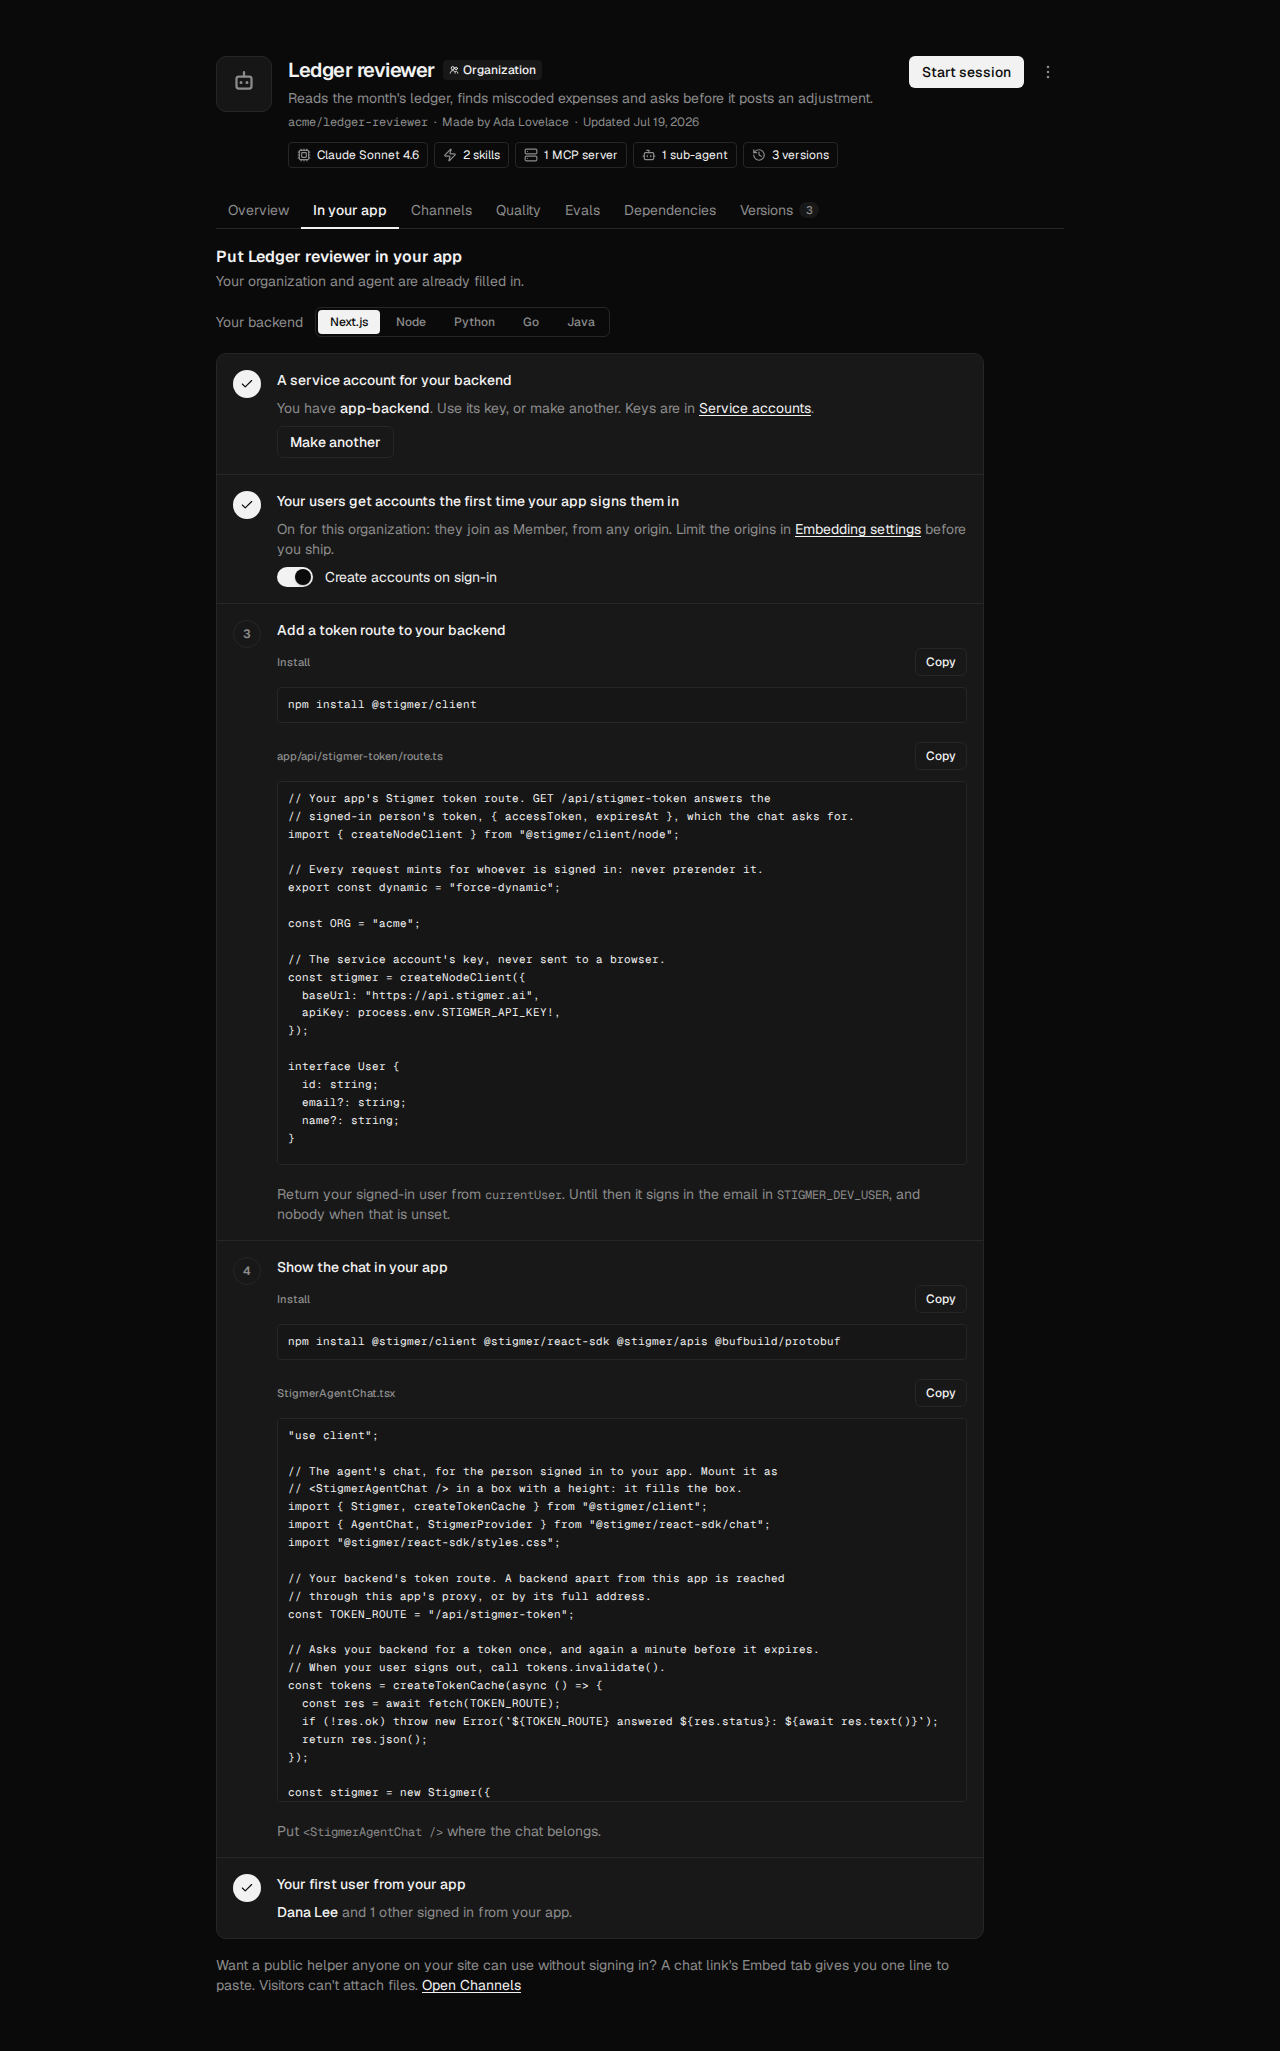 Ledger reviewer
Organization
Start session
Reads the month's ledger, finds miscoded expenses and asks before it posts an adjustment.
acme/ledger-reviewer · Made by Ada Lovelace · Updated Jul 19, 2026
Claude Sonnet 4.6
2 skills
1 MCP server
1 sub-agent
3 versions
Overview
In your app
Channels
Quality
Evals
Dependencies
Versions 3
Put Ledger reviewer in your app
Your organization and agent are already filled in.
Your backend
Next.js
Node
Python
Go
Java
A service account for your backend
You have app-backend. Use its key, or make another. Keys are in Service accounts.
Make another
Your users get accounts the first time your app signs them in
On for this organization: they join as Member, from any origin. Limit the origins in Embedding settings before
you ship.
Create accounts on sign-in
3
Add a token route to your backend
Install
Copy
npm install @stigmer/client
app/api/stigmer-token/route.ts
Copy
// Your app's Stigmer token route. GET /api/stigmer-token answers the
// signed-in person's token, { accessToken, expiresAt }, which the chat asks for.
import { createNodeClient } from "@stigmer/client/node";
// Every request mints for whoever is signed in: never prerender it.
export const dynamic = "force-dynamic";
const ORG = "acme";
// The service account's key, never sent to a browser.
const stigmer = createNodeClient({
  baseUrl: "https://api.stigmer.ai",
  apiKey: process.env.STIGMER_API_KEY!,
});
interface User {
  id: string;
  email?: string;
  name?: string;
}
Return your signed-in user from currentUser. Until then it signs in the email in STIGMER_DEV_USER, and
nobody when that is unset.
4
Show the chat in your app
Install
Copy
npm install @stigmer/client @stigmer/react-sdk @stigmer/apis @bufbuild/protobuf
StigmerAgentChat.tsx
Copy
"use client";
// The agent's chat, for the person signed in to your app. Mount it as
// <StigmerAgentChat /> in a box with a height: it fills the box.
import { Stigmer, createTokenCache } from "@stigmer/client";
import { AgentChat, StigmerProvider } from "@stigmer/react-sdk/chat";
import "@stigmer/react-sdk/styles.css";
// Your backend's token route. A backend apart from this app is reached
// through this app's proxy, or by its full address.
const TOKEN_ROUTE = "/api/stigmer-token";
// Asks your backend for a token once, and again a minute before it expires.
// When your user signs out, call tokens.invalidate().
const tokens = createTokenCache(async () => {
  const res = await fetch(TOKEN_ROUTE);
  if (!res.ok) throw new Error(`${TOKEN_ROUTE} answered ${res.status}: ${await res.text()}`);
  return res.json();
});
const stigmer = new Stigmer({
Put <StigmerAgentChat /> where the chat belongs.
Your first user from your app
Dana Lee and 1 other signed in from your app.
Want a public helper anyone on your site can use without signing in? A chat link's Embed tab gives you one line to
paste. Visitors can't attach files. Open Channels